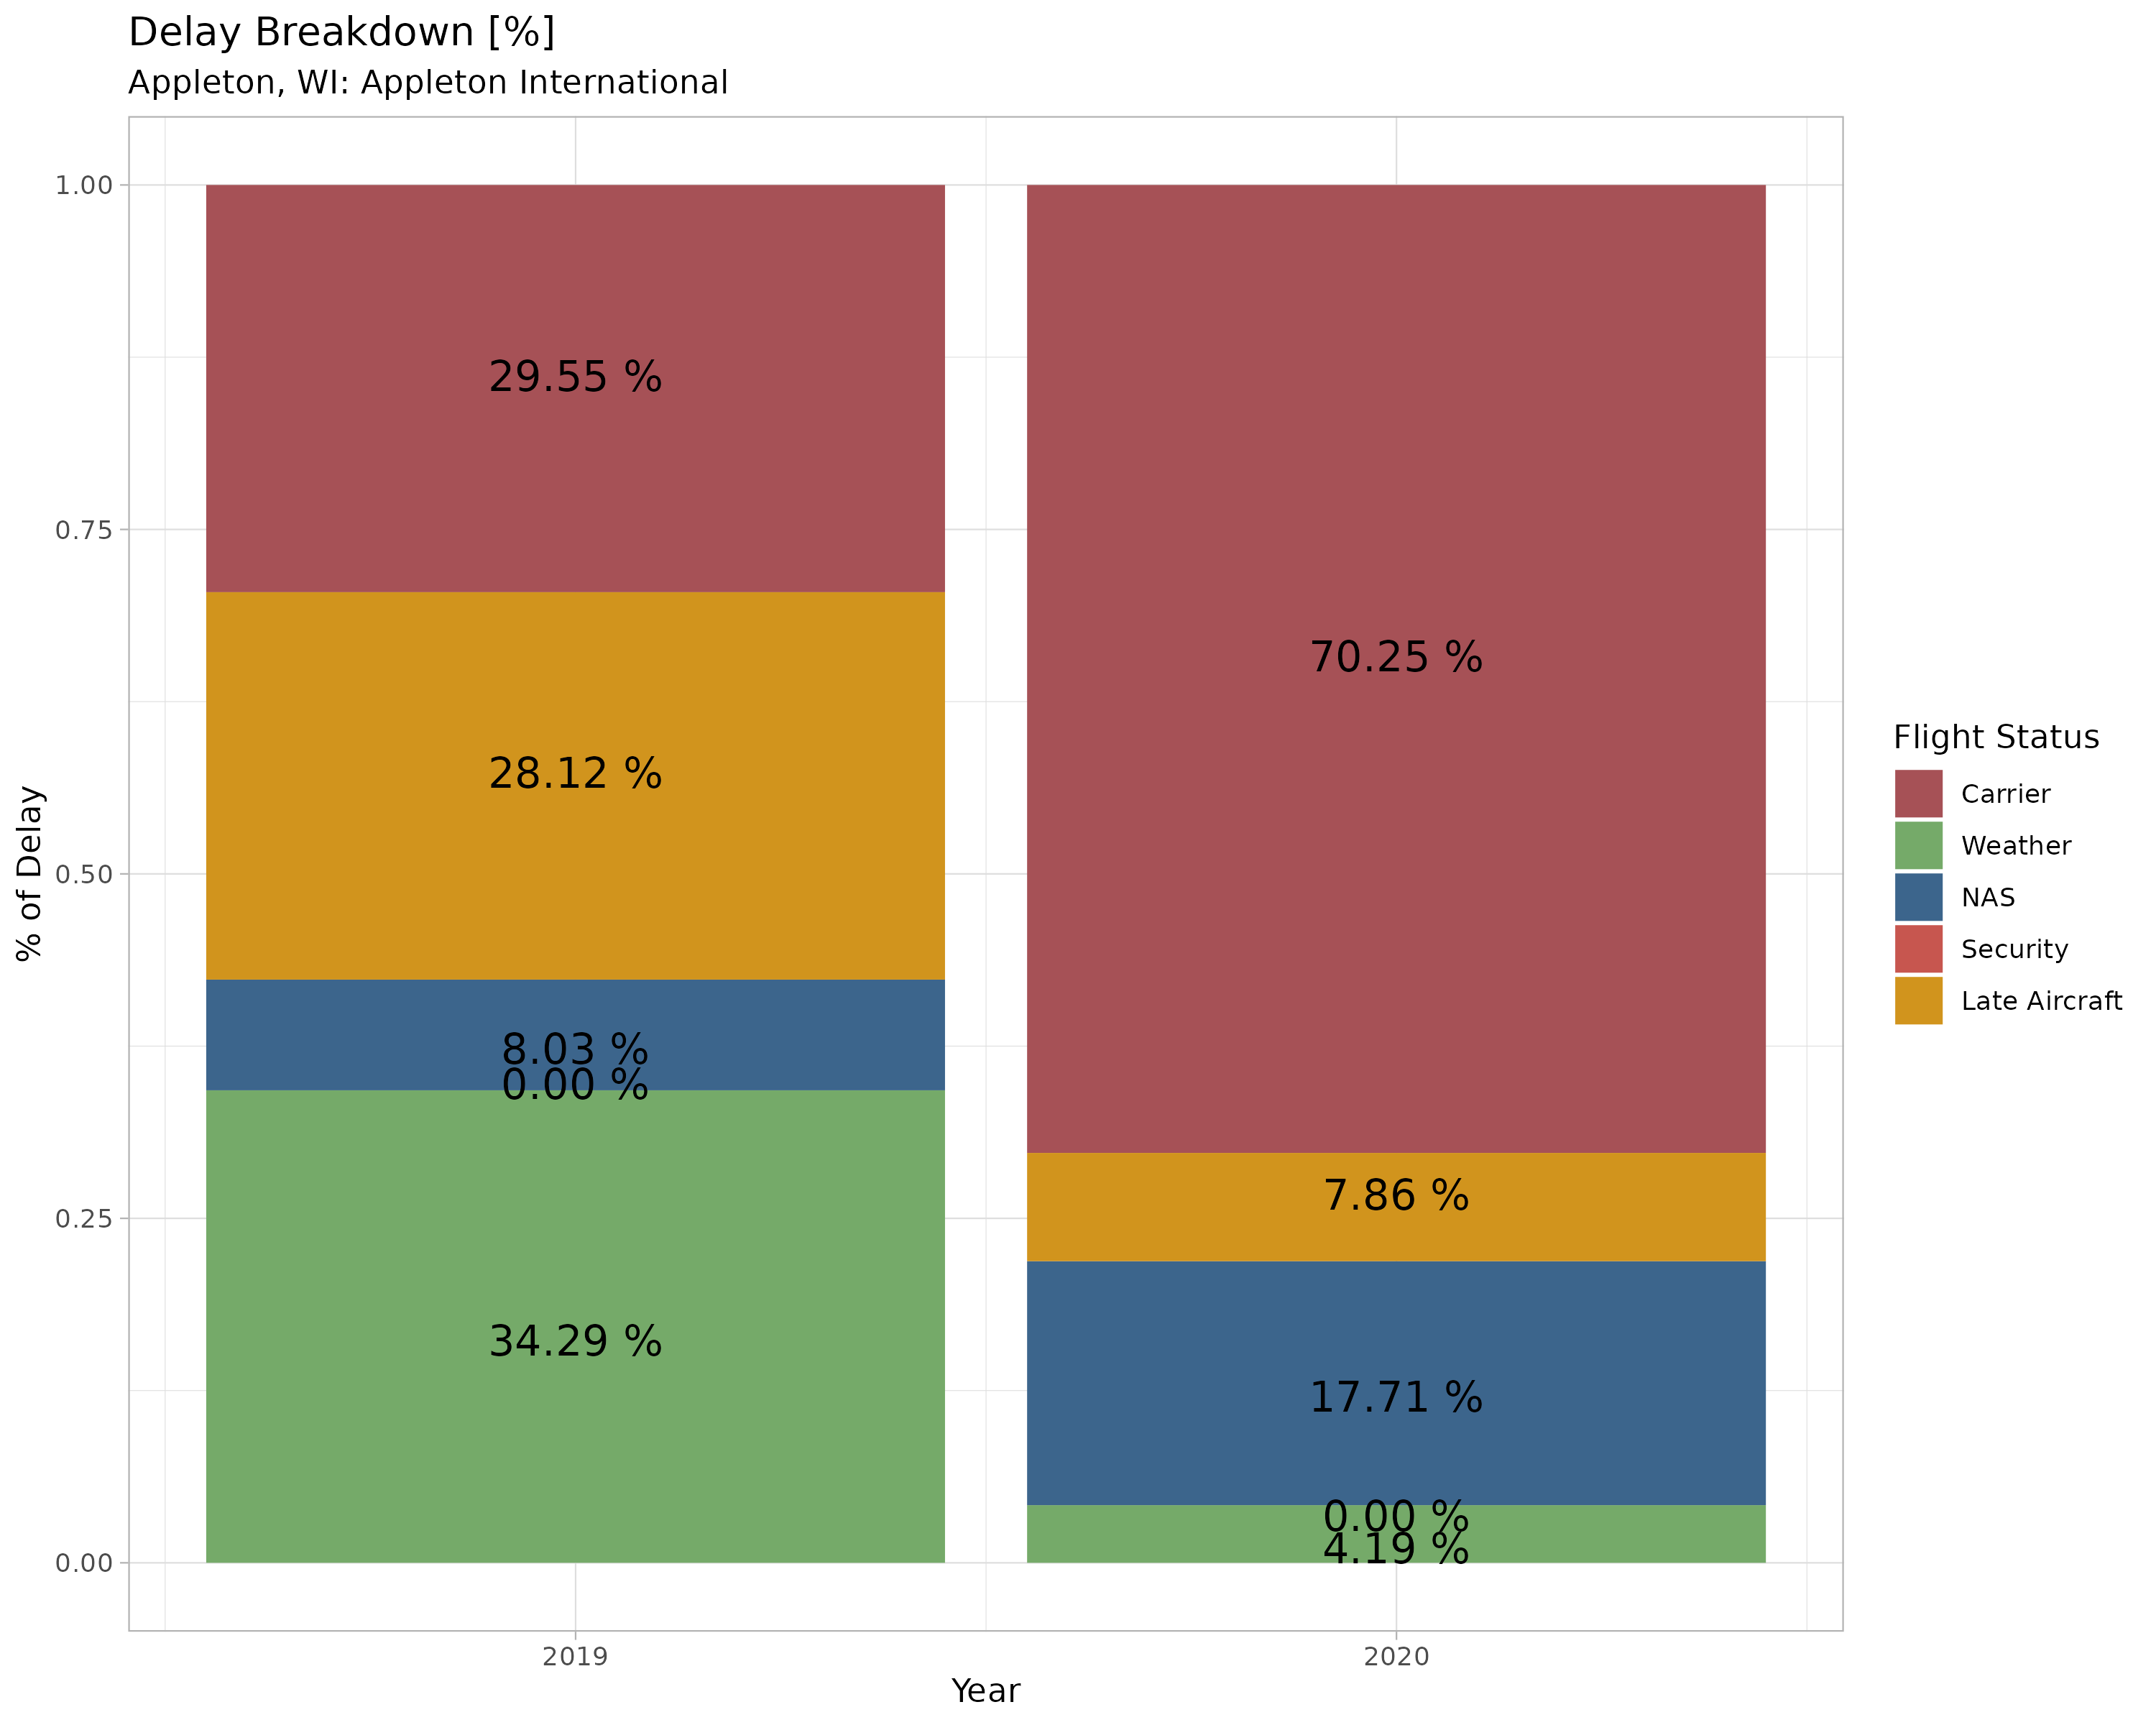 Delay Breakdown [%]
Appleton, WI: Appleton International
1.00
0.75
0.50
0.25
0.00
% of Delay
29.55 %
28.12 %
8.03 %
0.00 %
34.29 %
70.25 %
7.86 %
17.71 %
0.00 %
4.19 %
2019
2020
Year
Flight Status
Carrier
Weather
NAS
Security
Late Aircraft